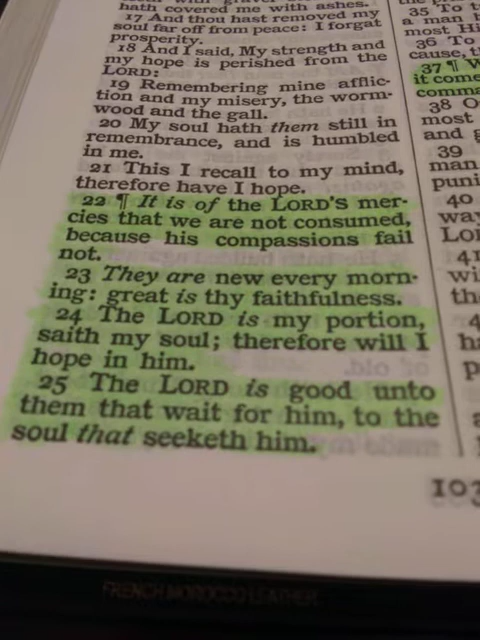 hath covered me with ashes.
17 And thou hast removed my
soul far off from peace: I forgat
prosperity.
18 And I said, My strength and
my hope is perished from the
LORD:
19 Remembering mine afflic-
tion and my misery, the worm-
wood and the gall.
20 My soul hath them still in
remembrance, and is humbled
in me.
21 This I recall to my mind,
therefore have I hope.
22 ¶ It is of the LORD'S mer-
cies that we are not consumed,
because his compassions fail
not.
23 They are new every morn-
ing: great is thy faithfulness.
24 The LORD is my portion,
saith my soul; therefore will I
hope in him.
25 The LORD is good unto
them that wait for him, to the
soul that seeketh him.
35 To
a man
most
36 To
cause,
37 ¶
it come
38
most
and
39
man
40
103
FRENCH MOROCCO LEATHER